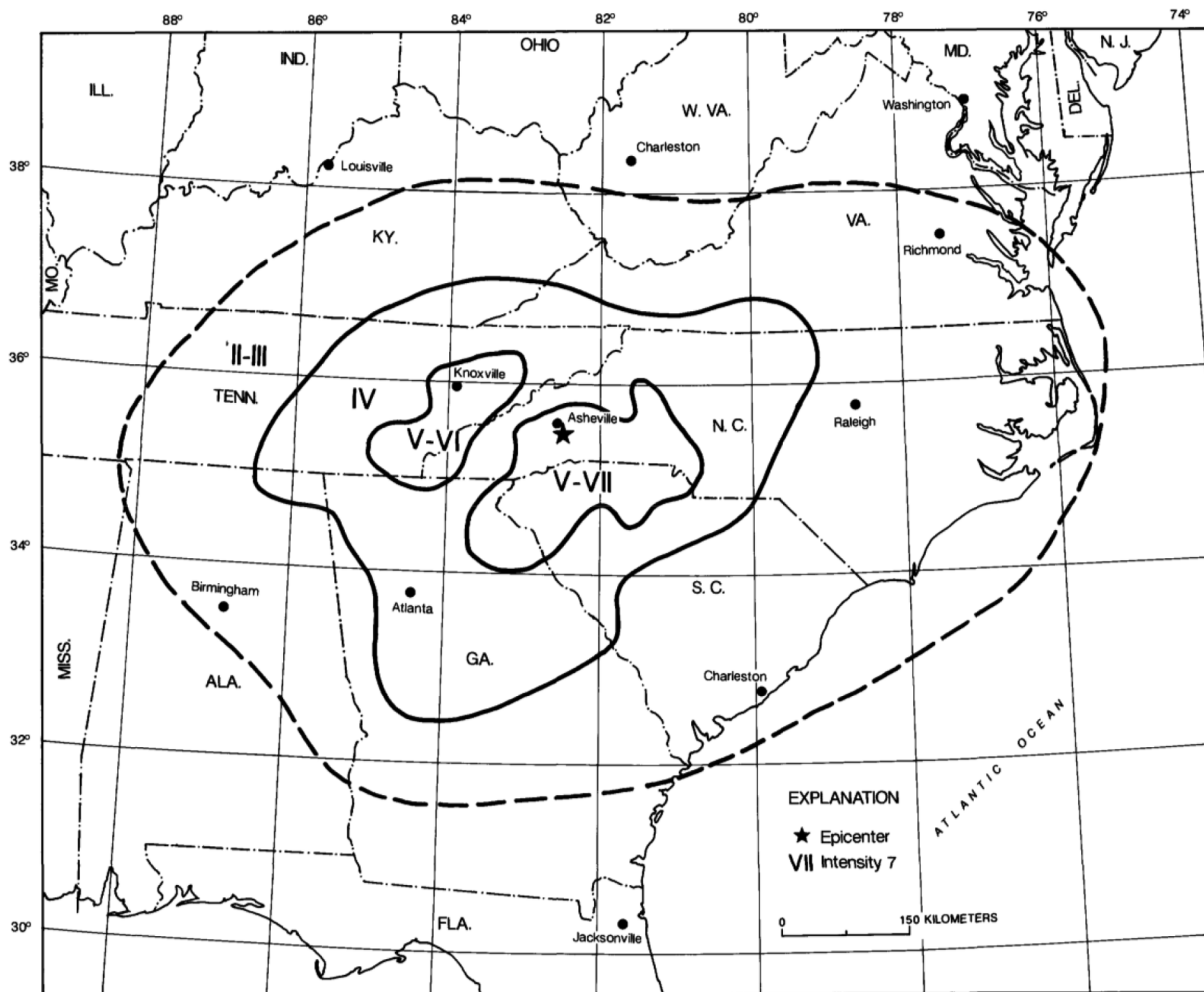 88° 86° 84° 82° 80° 78° 76° 74°
OHIO
IND.
MD.
N. J.
ILL.
DEL.
W. VA.
Washington
38°
Louisville
Charleston
KY.
VA.
Richmond
MO.
36°
II-III
TENN.
IV
Knoxville
Asheville
N. C.
Raleigh
V-VI
V-VII
34°
Birmingham
Atlanta
S. C.
MISS.
ALA.
GA.
Charleston
32°
ATLANTIC OCEAN
EXPLANATION
★ Epicenter
VII Intensity 7
0 150 KILOMETERS
30°
FLA.
Jacksonville